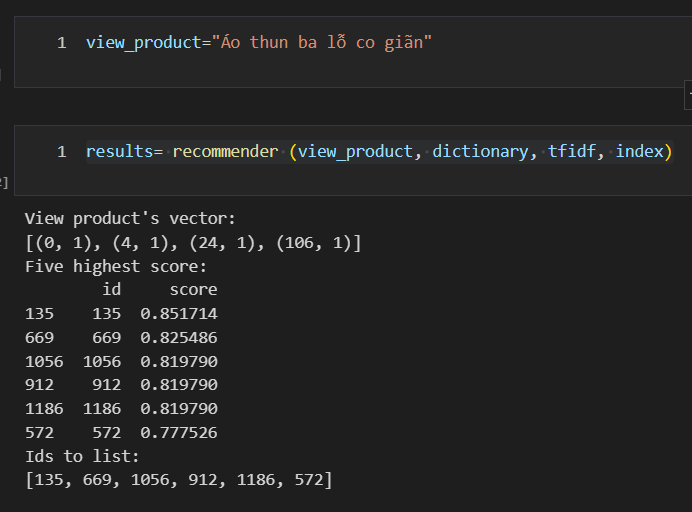 1 view_product="Áo thun ba lỗ co giãn"
1 results= recommender (view_product, dictionary, tfidf, index)
2]
View product's vector:
[(0, 1), (4, 1), (24, 1), (106, 1)]
Five highest score:
id score
135 135 0.851714
669 669 0.825486
1056 1056 0.819790
912 912 0.819790
1186 1186 0.819790
572 572 0.777526
Ids to list:
[135, 669, 1056, 912, 1186, 572]